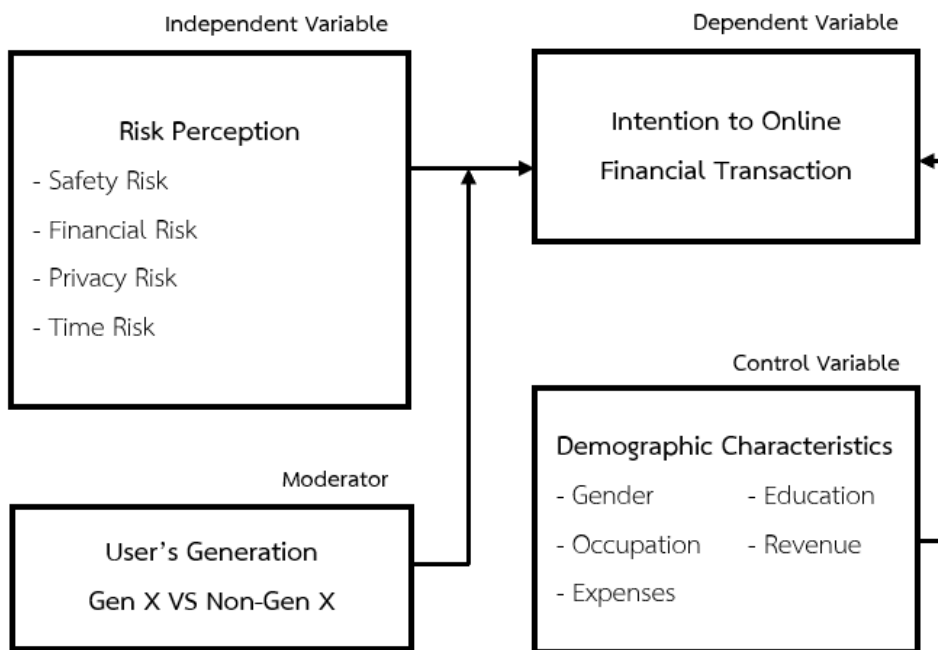 Independent Variable
Risk Perception
- Safety Risk
- Financial Risk
- Privacy Risk
- Time Risk
Dependent Variable
Intention to Online
Financial Transaction
Moderator
User's Generation
Gen X VS Non-Gen X
Control Variable
Demographic Characteristics
- Gender - Education
- Occupation - Revenue
- Expenses